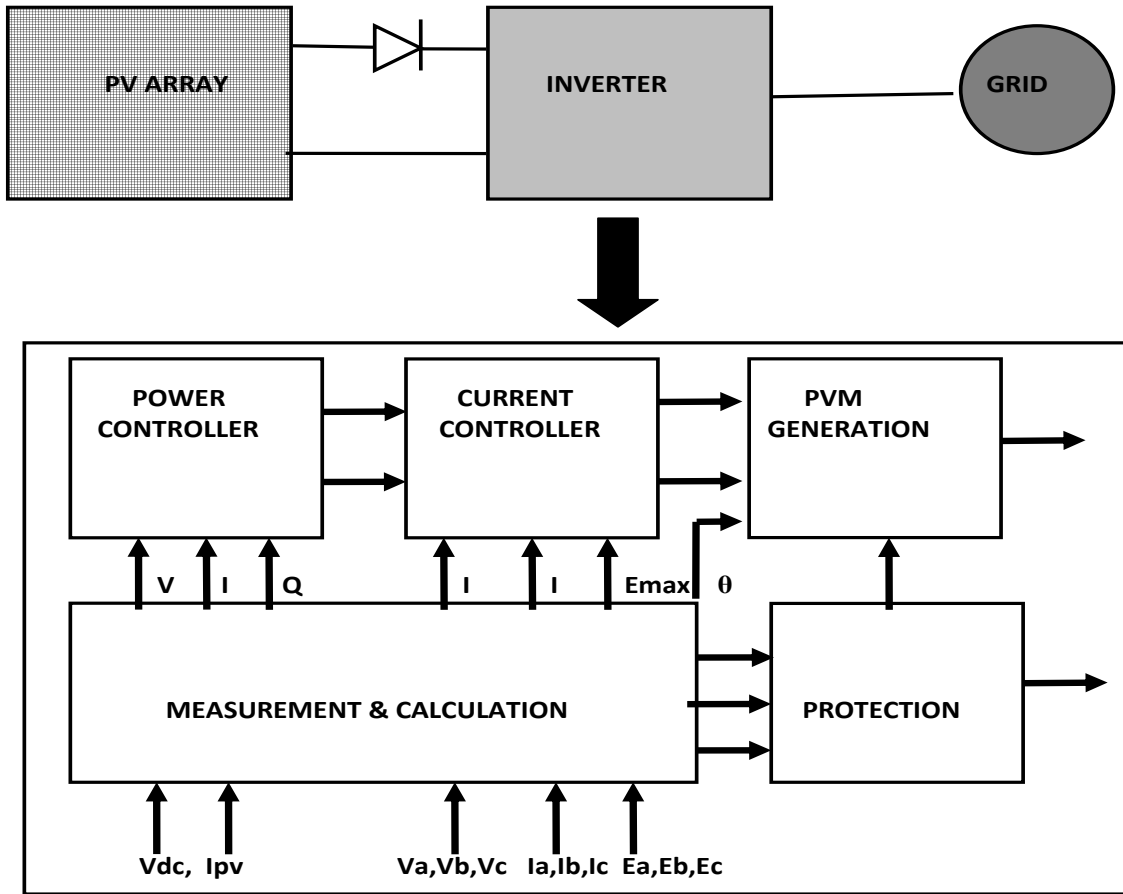 PV ARRAY
INVERTER
GRID
POWER
CONTROLLER
CURRENT
CONTROLLER
PVM
GENERATION
V I Q I I Emax θ
MEASUREMENT & CALCULATION
PROTECTION
Vdc, Ipv Va,Vb,Vc Ia,Ib,Ic Ea,Eb,Ec